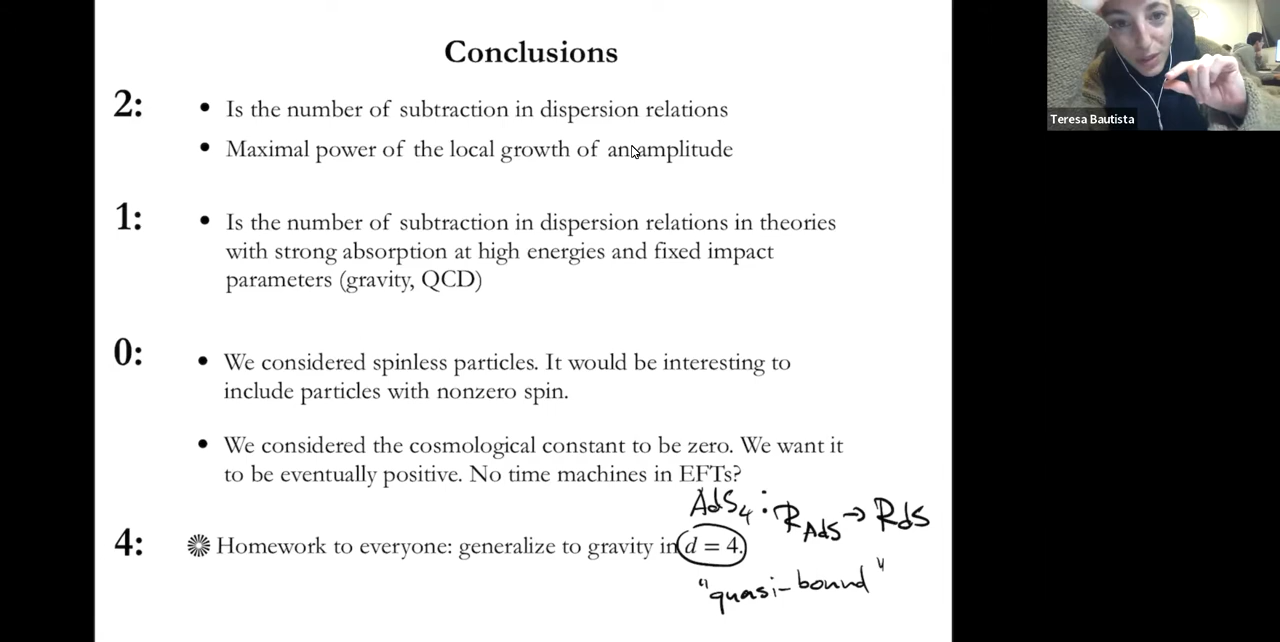 Conclusions
2:
• Is the number of subtraction in dispersion relations
• Maximal power of the local growth of an amplitude
1:
• Is the number of subtraction in dispersion relations in theories
with strong absorption at high energies and fixed impact
parameters (gravity, QCD)
0:
• We considered spinless particles. It would be interesting to
include particles with nonzero spin.
• We considered the cosmological constant to be zero. We want it
to be eventually positive. No time machines in EFTs?
AdS₄ : R_AdS → R_dS
4:
Homework to everyone: generalize to gravity in d = 4.
"quasi-bound"
Teresa Bautista